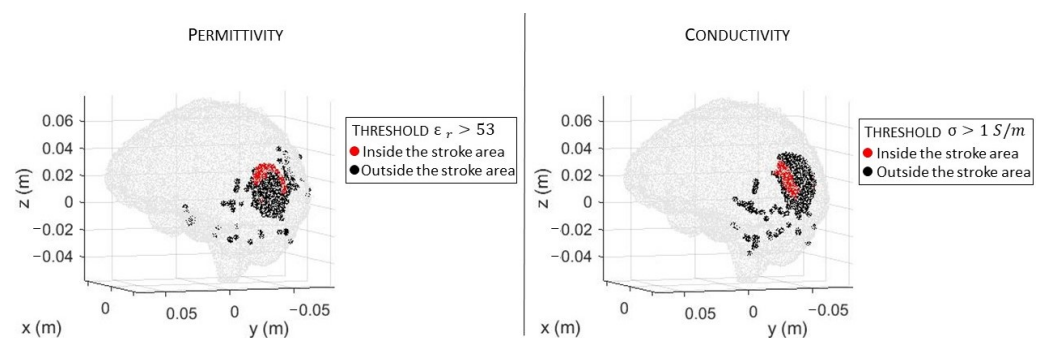 PERMITTIVITY
0.06
0.04
0.02
0
−0.02
−0.04
z (m)
0
0.05
0
−0.05
x (m)
y (m)
THRESHOLD ε r > 53
Inside the stroke area
Outside the stroke area
CONDUCTIVITY
0.06
0.04
0.02
0
−0.02
−0.04
z (m)
0
0.05
0
−0.05
x (m)
y (m)
THRESHOLD σ > 1 S/m
Inside the stroke area
Outside the stroke area